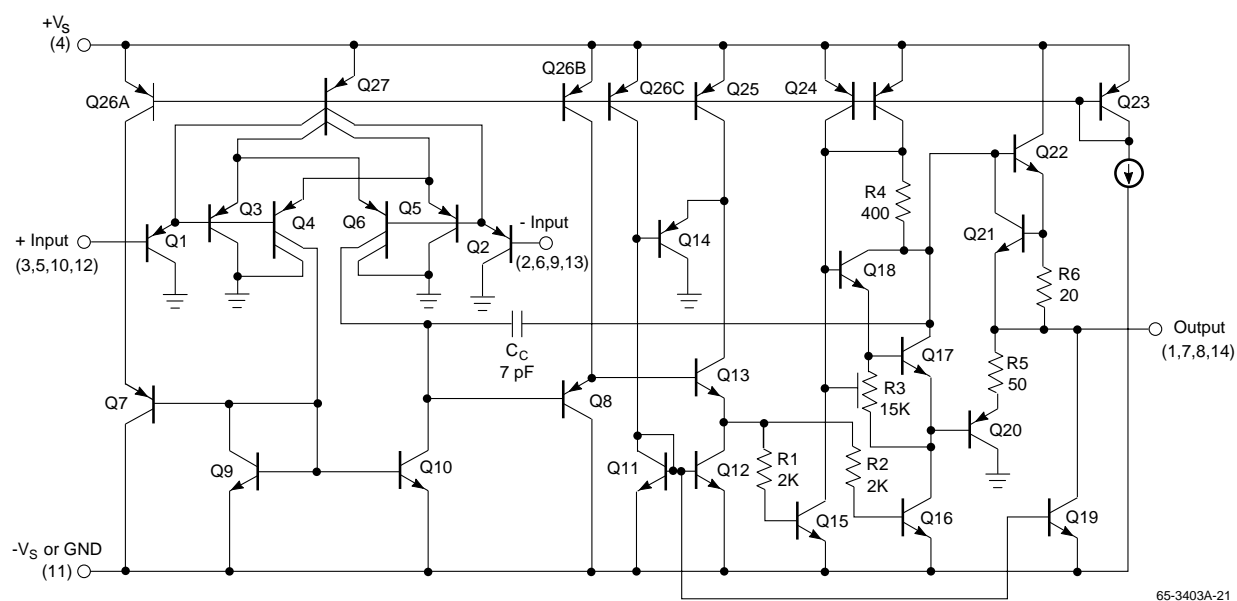 +VS
(4)
Q26A
Q27
Q26B
Q26C
Q25
Q24
Q23
Q22
R4
400
Q3
Q4
Q6
Q5
- Input
Q21
+ Input
Q1
Q2
Q14
(3,5,10,12)
(2,6,9,13)
Q18
R6
20
Output
(1,7,8,14)
CC
7 pF
Q17
R5
50
Q13
R3
15K
Q7
Q8
Q20
Q9
Q10
Q11
Q12
R1
2K
R2
2K
Q15
Q16
Q19
-VS or GND
(11)
65-3403A-21